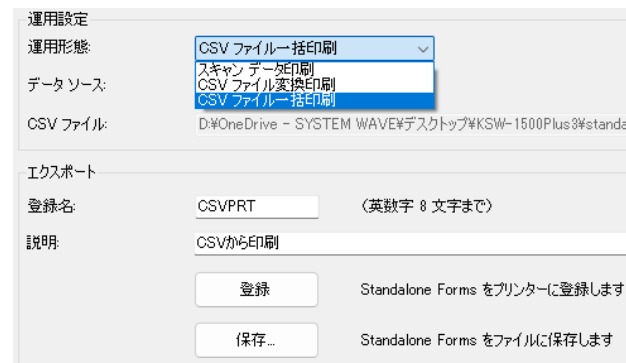 運用設定
運用形態:
CSV ファイル一括印刷
スキャン データ印刷
CSV ファイル変換印刷
CSV ファイル一括印刷
データ ソース:
CSV ファイル:
D:¥OneDrive - SYSTEM WAVE¥デスクトップ¥KSW-1500Plus3¥standa
エクスポート
登録名:
CSVPRT
(英数字 8 文字まで)
説明:
CSVから印刷
登録
Standalone Forms をプリンターに登録します
保存...
Standalone Forms をファイルに保存します